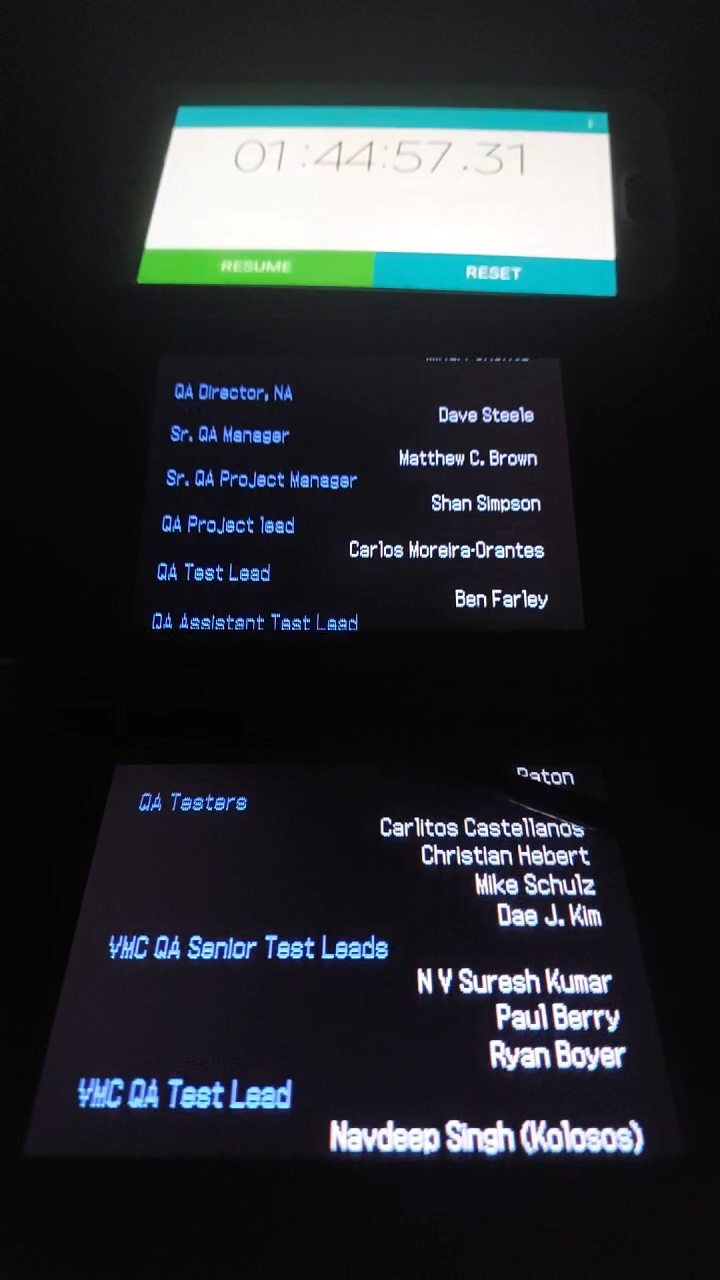 01:44:57.31
RESUME
RESET
QA Director, NA
Dave Steele
Sr. QA Manager
Matthew C. Brown
Sr. QA Project Manager
Shan Simpson
QA Project lead
Carlos Moreira-Orantes
QA Test Lead
Ben Farley
QA Assistant Test Lead
Paton
QA Testers
Carlitos Castellanos
Christian Hebert
Mike Schulz
Dae J. Kim
VMC QA Senior Test Leads
N V Suresh Kumar
Paul Berry
Ryan Boyer
VMC QA Test Lead
Navdeep Singh (Kolosos)